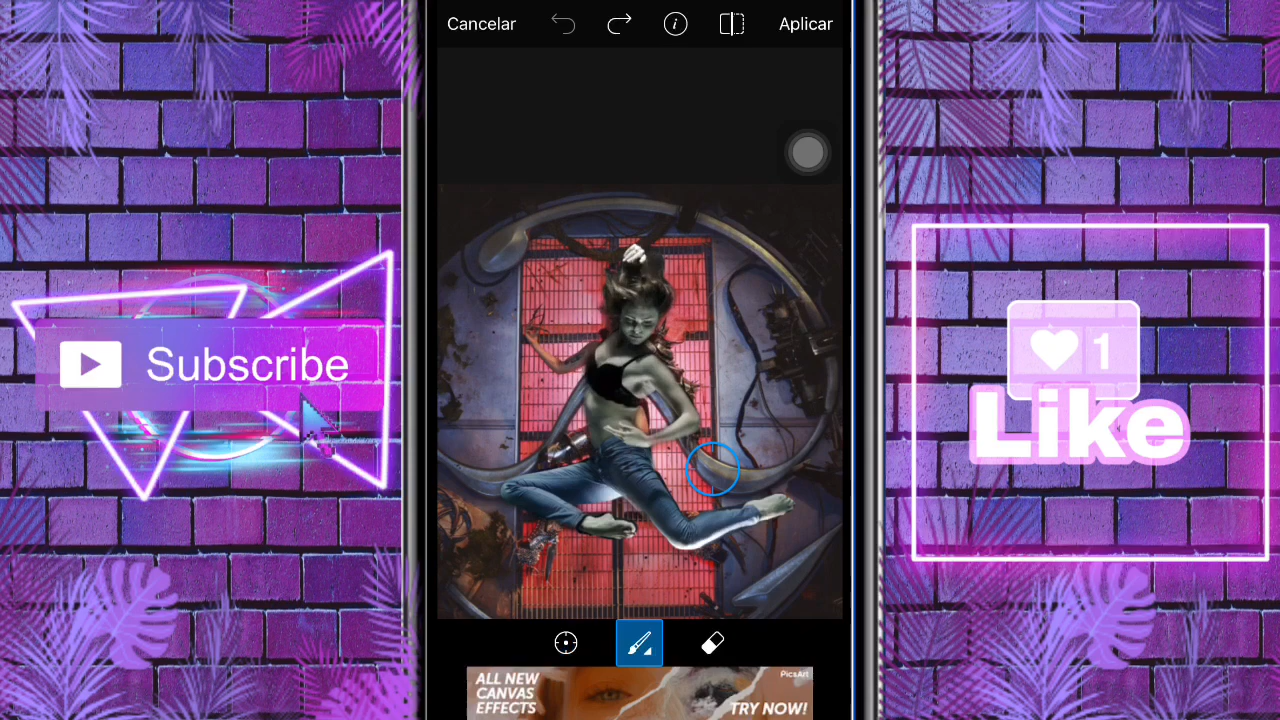 Cancelar
Aplicar
Subscribe
1
Like
ALL NEW
CANVAS
EFFECTS
PicsArt
TRY NOW!